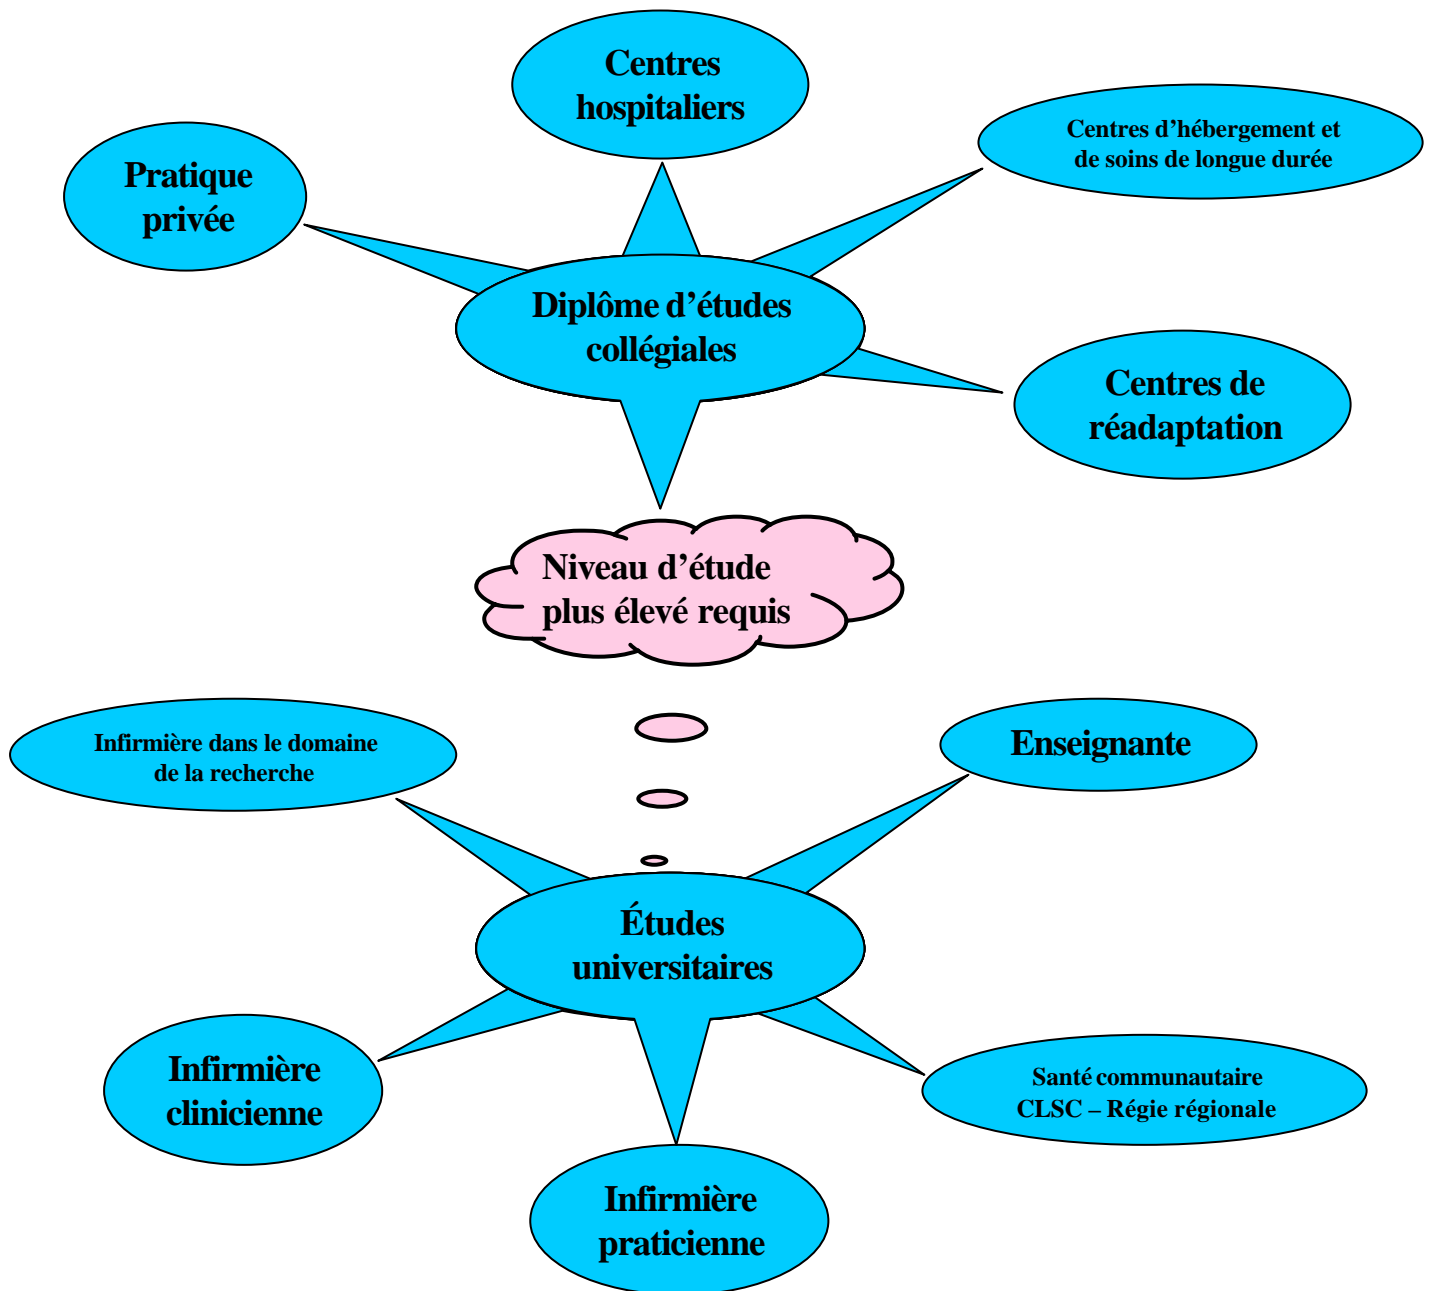 Centres
hospitaliers
Centres d’hébergement et
de soins de longue durée
Pratique
privée
Diplôme d’études
collégiales
Centres de
réadaptation
Niveau d’étude
plus élevé requis
Infirmière dans le domaine
de la recherche
Enseignante
Études
universitaires
Infirmière
clinicienne
Santé communautaire
CLSC – Régie régionale
Infirmière
praticienne